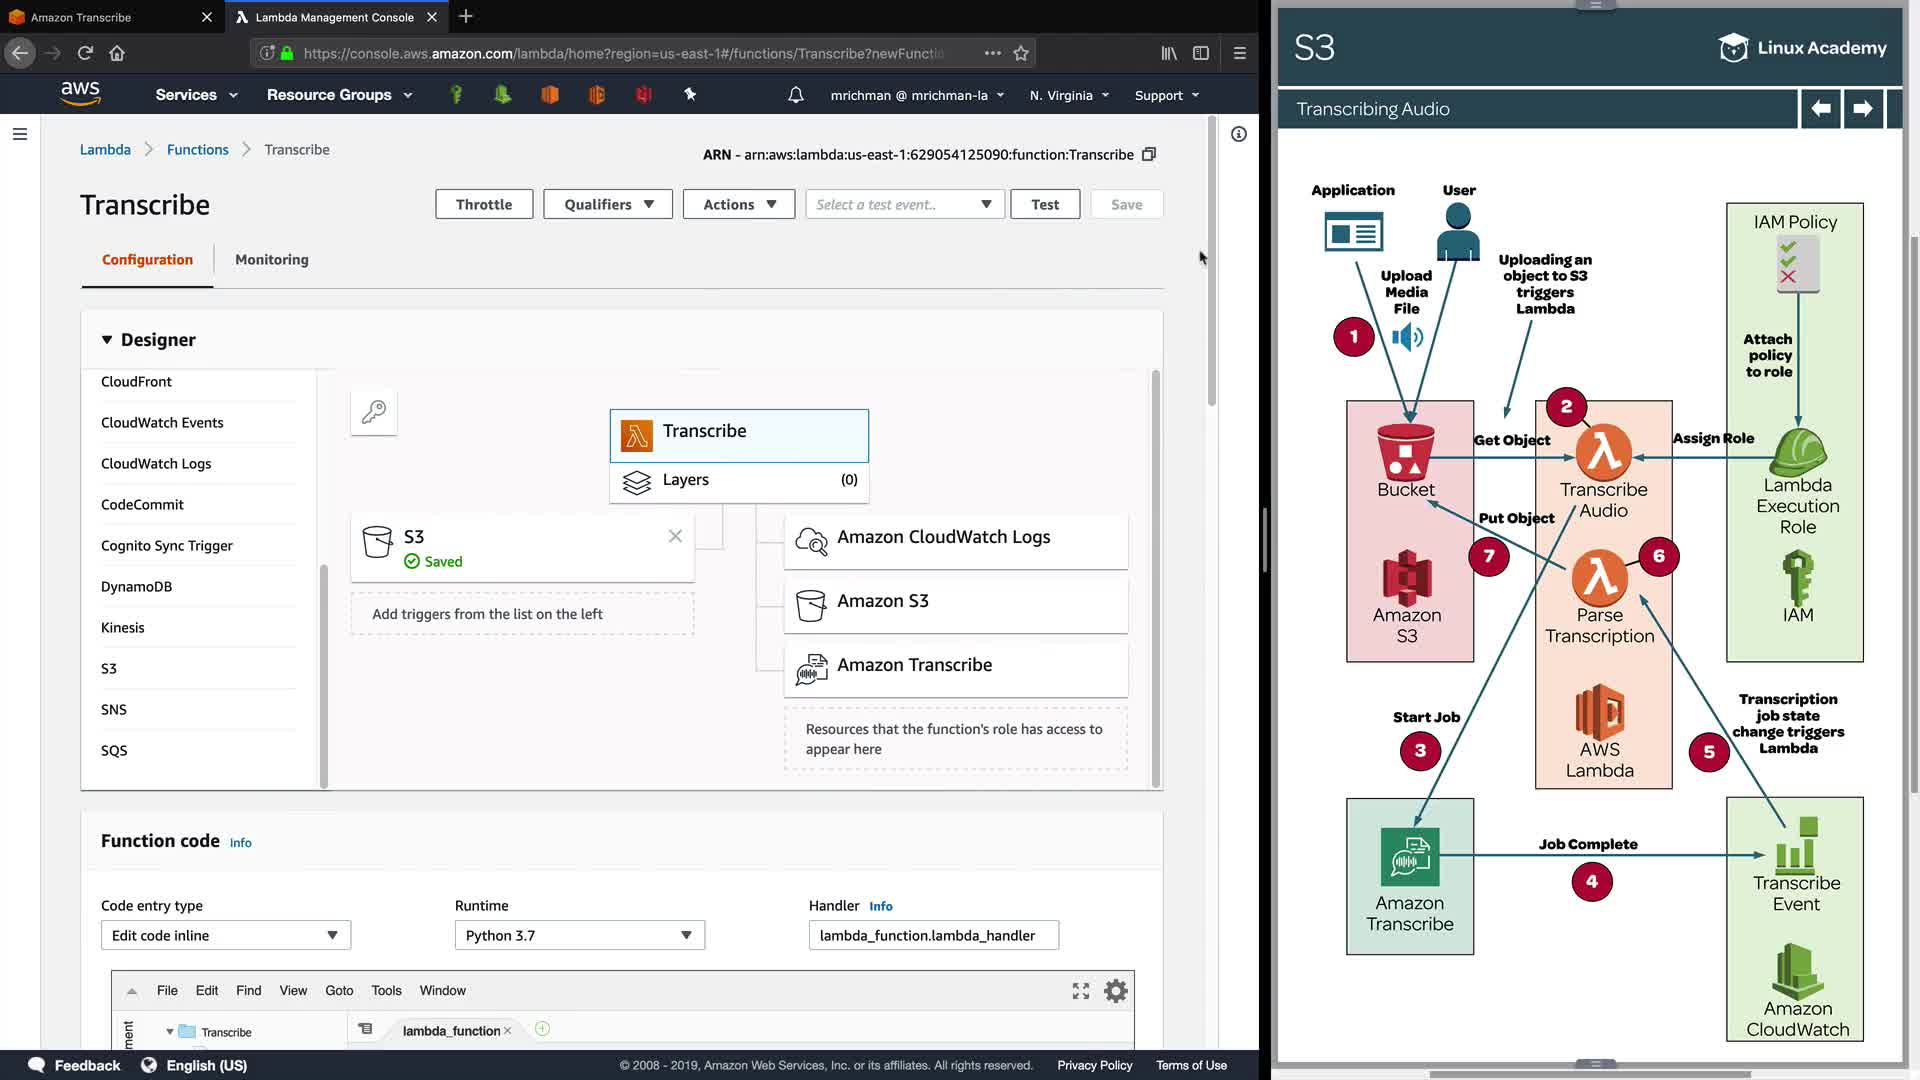 Amazon Transcribe
Lambda Management Console
https://console.aws.amazon.com/lambda/home?region=us-east-1#/functions/Transcribe?newFuncti
aws
Services
Resource Groups
mrichman @ mrichman-la
N. Virginia
Support
Lambda
Functions
Transcribe
ARN - arn:aws:lambda:us-east-1:629054125090:function:Transcribe
Transcribe
Throttle
Qualifiers
Actions
Select a test event..
Test
Save
Configuration
Monitoring
Designer
CloudFront
CloudWatch Events
CloudWatch Logs
CodeCommit
Cognito Sync Trigger
DynamoDB
Kinesis
S3
SNS
SQS
Transcribe
Layers
(0)
S3
Saved
Add triggers from the list on the left
Amazon CloudWatch Logs
Amazon S3
Amazon Transcribe
Resources that the function's role has access to
appear here
Function code
Info
Code entry type
Edit code inline
Runtime
Python 3.7
Handler
Info
lambda_function.lambda_handler
File
Edit
Find
View
Goto
Tools
Window
Transcribe
lambda_function
Feedback
English (US)
© 2008 - 2019, Amazon Web Services, Inc. or its affiliates. All rights reserved.
Privacy Policy
Terms of Use
S3
Linux Academy
Transcribing Audio
Application
User
Upload
Media
File
1
Uploading an
object to S3
triggers
Lambda
IAM Policy
Attach
policy
to role
2
Get Object
Assign Role
Bucket
Transcribe
Audio
Lambda
Execution
Role
Put Object
7
6
Amazon
S3
Parse
Transcription
IAM
Start Job
3
AWS
Lambda
5
Transcription
job state
change triggers
Lambda
Job Complete
4
Amazon
Transcribe
Transcribe
Event
Amazon
CloudWatch